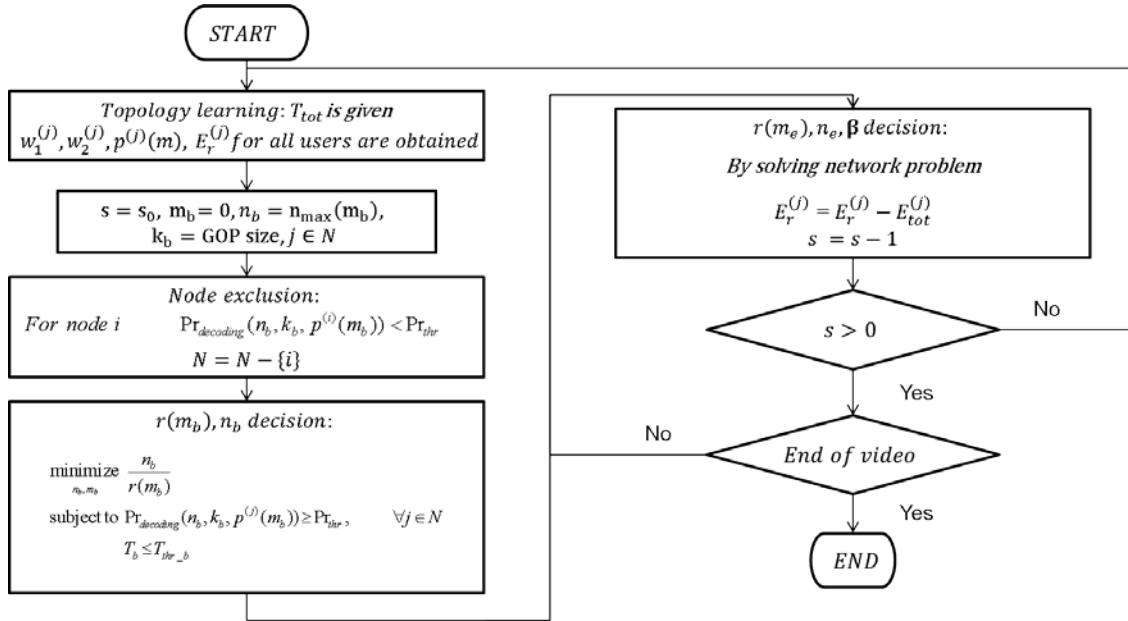 START
Topology learning: T_tot is given
w_1^(j), w_2^(j), p^(j)(m), E_r^(j) for all users are obtained
s = s_0, m_b = 0, n_b = n_max(m_b),
k_b = GOP size, j ∈ N
Node exclusion:
For node i Pr_decoding(n_b, k_b, p^(i)(m_b)) < Pr_thr
N = N − {i}
r(m_b), n_b decision:
minimize n_b / r(m_b)
n_b, m_b
subject to Pr_decoding(n_b, k_b, p^(j)(m_b)) ≥ Pr_thr, ∀j ∈ N
T_b ≤ T_thr_b
r(m_e), n_e, β decision:
By solving network problem
E_r^(j) = E_r^(j) − E_tot^(j)
s = s − 1
s > 0
No
Yes
No
End of video
Yes
END